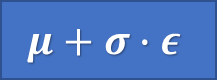 μ + σ · ϵ